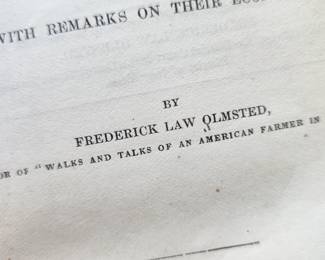 WITH REMARKS ON THEIR
BY
FREDERICK LAW OLMSTED,
OF "WALKS AND TALKS OF AN AMERICAN FARMER IN